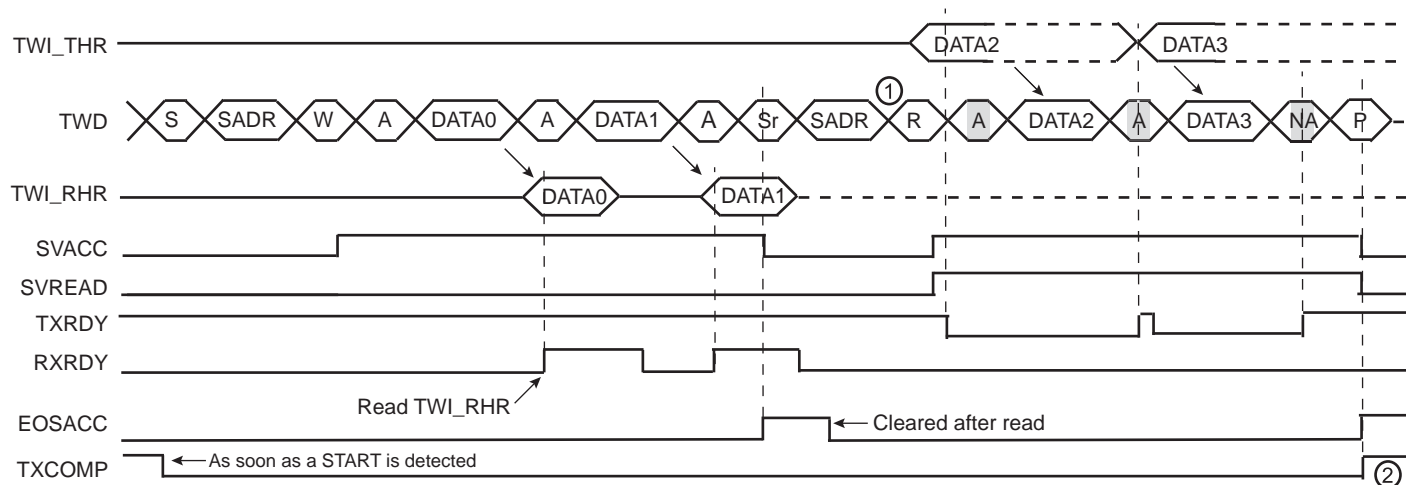 TWI_THR DATA2 DATA3
①
TWD S SADR W A DATA0 A DATA1 A Sr SADR R A DATA2 A DATA3 NA P
TWI_RHR DATA0 DATA1
SVACC
SVREAD
TXRDY
RXRDY
Read TWI_RHR
EOSACC Cleared after read
TXCOMP As soon as a START is detected ②